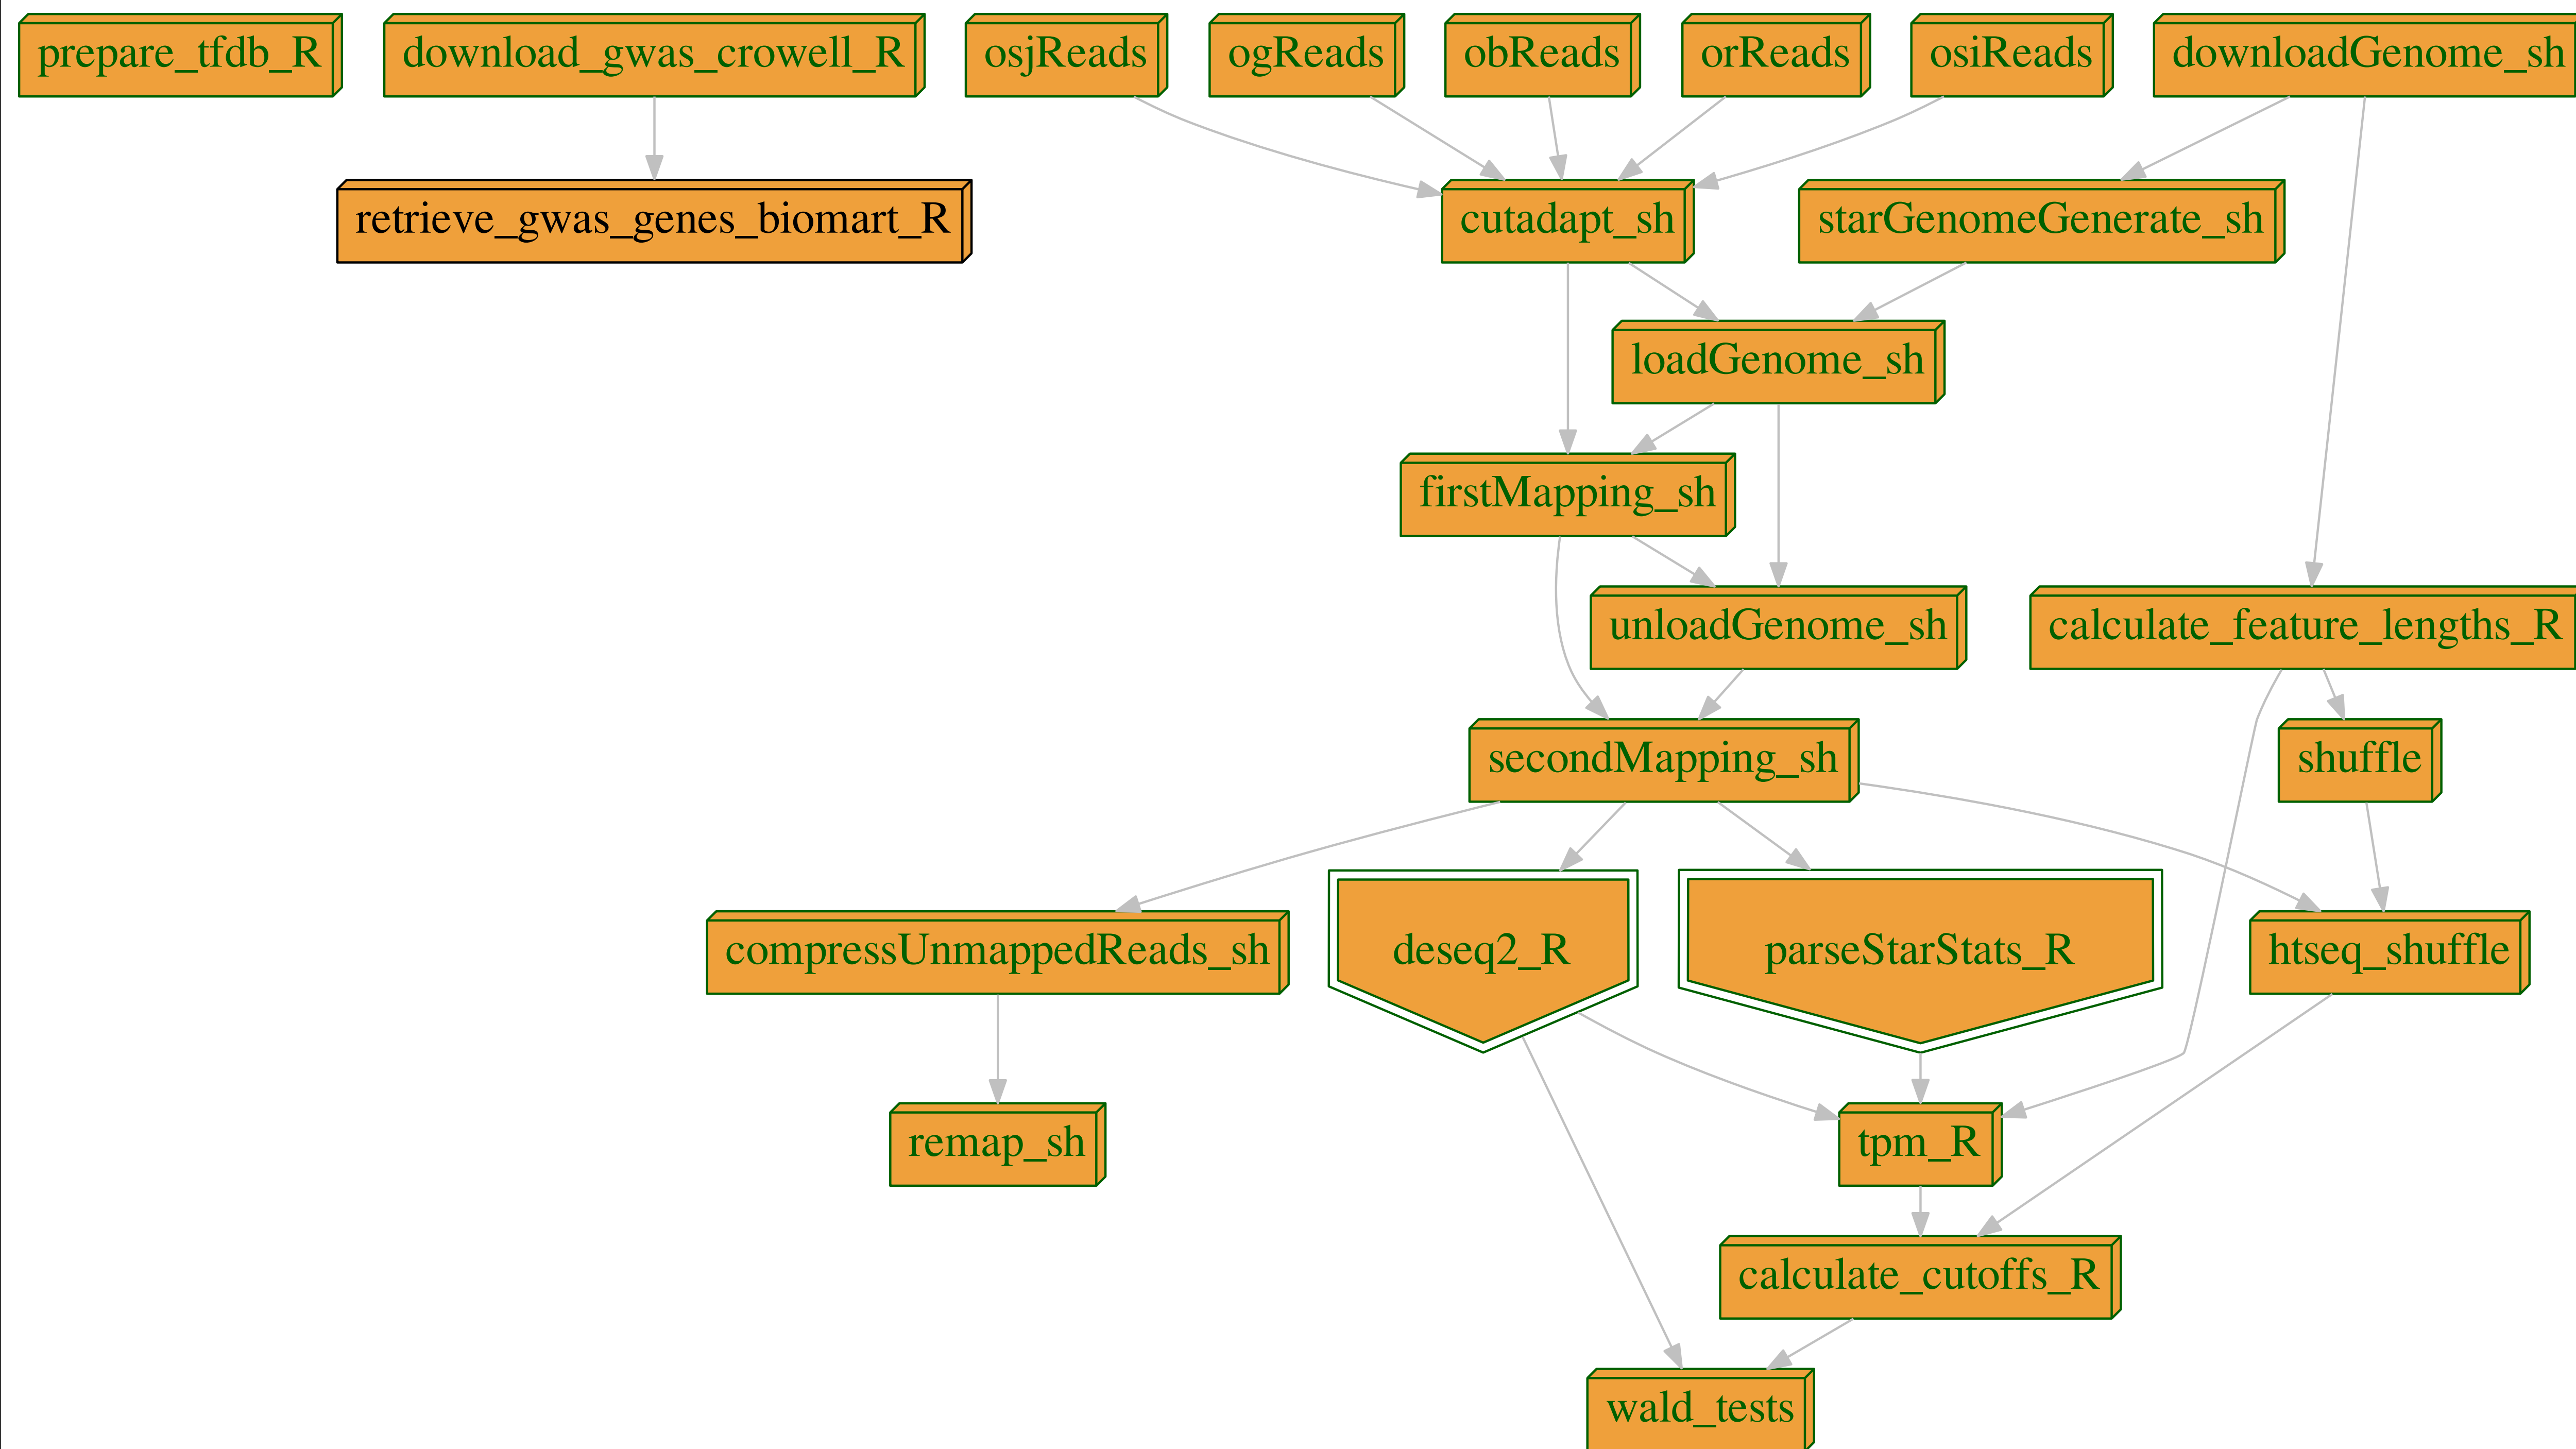 prepare_tfdb_R
download_gwas_crowell_R
osjReads
ogReads
obReads
orReads
osiReads
downloadGenome_sh
retrieve_gwas_genes_biomart_R
cutadapt_sh
starGenomeGenerate_sh
loadGenome_sh
firstMapping_sh
unloadGenome_sh
calculate_feature_lengths_R
secondMapping_sh
shuffle
compressUnmappedReads_sh
deseq2_R
parseStarStats_R
htseq_shuffle
remap_sh
tpm_R
calculate_cutoffs_R
wald_tests